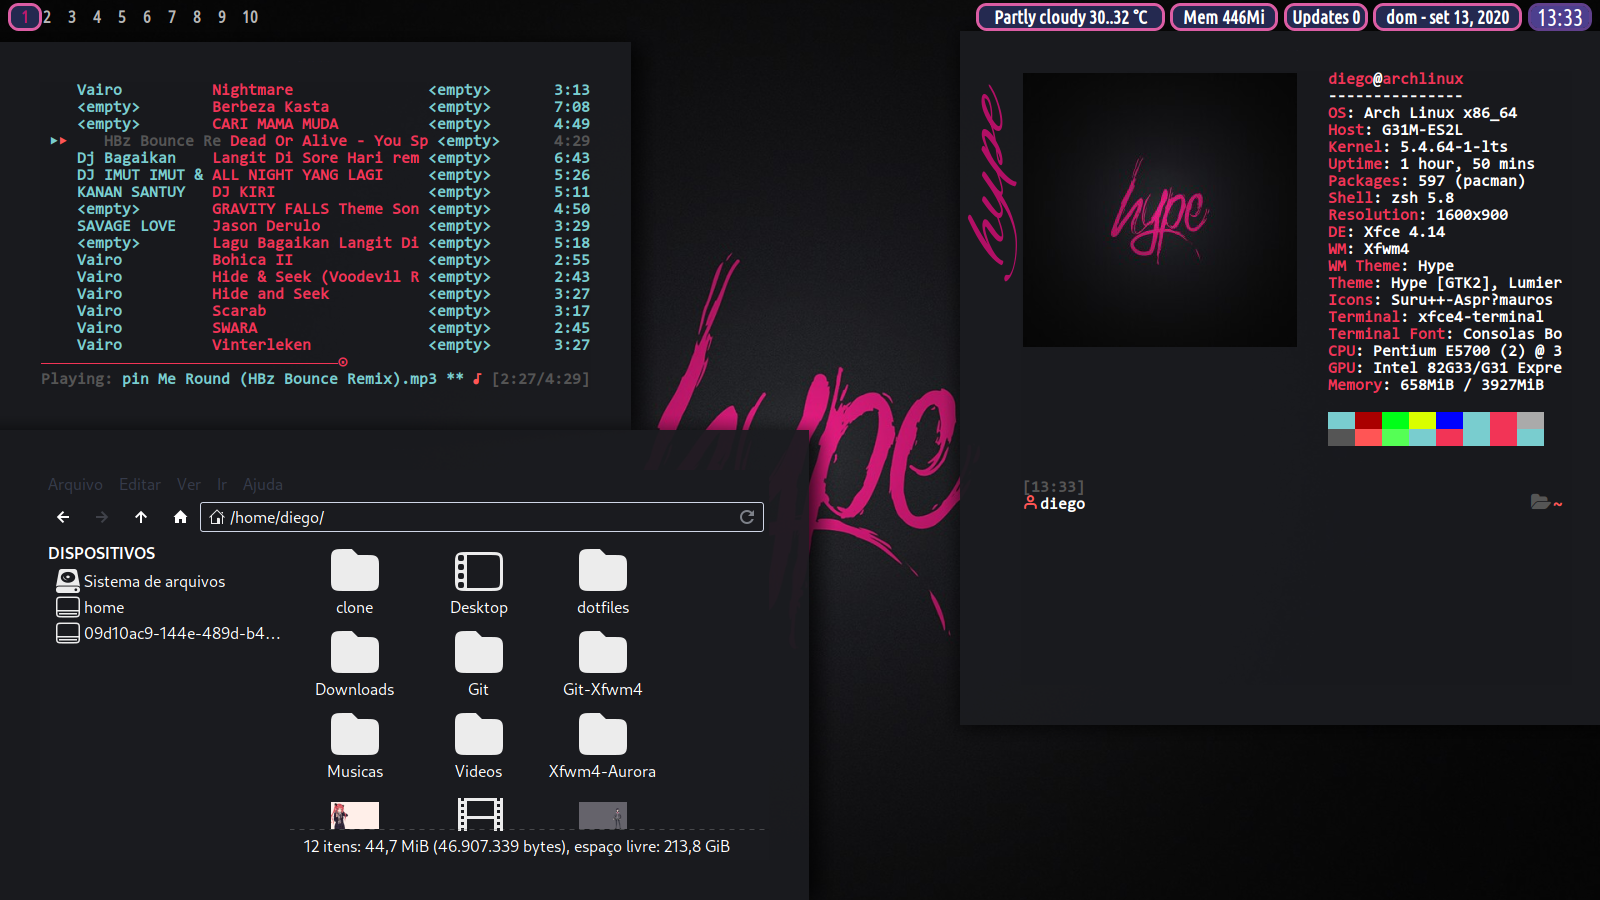 1 2 3 4 5 6 7 8 9 10
Partly cloudy 30..32 °C Mem 446Mi Updates 0 dom - set 13, 2020 13:33
Vairo Nightmare <empty> 3:13
<empty> Berbeza Kasta <empty> 7:08
<empty> CARI MAMA MUDA <empty> 4:49
HBz Bounce Re Dead Or Alive - You Sp <empty> 4:29
Dj Bagaikan Langit Di Sore Hari rem <empty> 6:43
DJ IMUT IMUT & ALL NIGHT YANG LAGI <empty> 5:26
KANAN SANTUY DJ KIRI <empty> 5:11
<empty> GRAVITY FALLS Theme Son <empty> 4:50
SAVAGE LOVE Jason Derulo <empty> 3:29
<empty> Lagu Bagaikan Langit Di <empty> 5:18
Vairo Bohica II <empty> 2:55
Vairo Hide & Seek (Voodevil R <empty> 2:43
Vairo Hide and Seek <empty> 3:27
Vairo Scarab <empty> 3:17
Vairo SWARA <empty> 2:45
Vairo Vinterleken <empty> 3:27
Playing: pin Me Round (HBz Bounce Remix).mp3 ** [2:27/4:29]
hype
hype
hype
diego@archlinux
---------------
OS: Arch Linux x86_64
Host: G31M-ES2L
Kernel: 5.4.64-1-lts
Uptime: 1 hour, 50 mins
Packages: 597 (pacman)
Shell: zsh 5.8
Resolution: 1600x900
DE: Xfce 4.14
WM: Xfwm4
WM Theme: Hype
Theme: Hype [GTK2], Lumier
Icons: Suru++-Aspr?mauros
Terminal: xfce4-terminal
Terminal Font: Consolas Bo
CPU: Pentium E5700 (2) @ 3
GPU: Intel 82G33/G31 Expre
Memory: 658MiB / 3927MiB
[13:33]
diego ~
Arquivo Editar Ver Ir Ajuda
/home/diego/
DISPOSITIVOS
Sistema de arquivos
home
09d10ac9-144e-489d-b4...
clone Desktop dotfiles
Downloads Git Git-Xfwm4
Musicas Videos Xfwm4-Aurora
12 itens: 44,7 MiB (46.907.339 bytes), espaço livre: 213,8 GiB